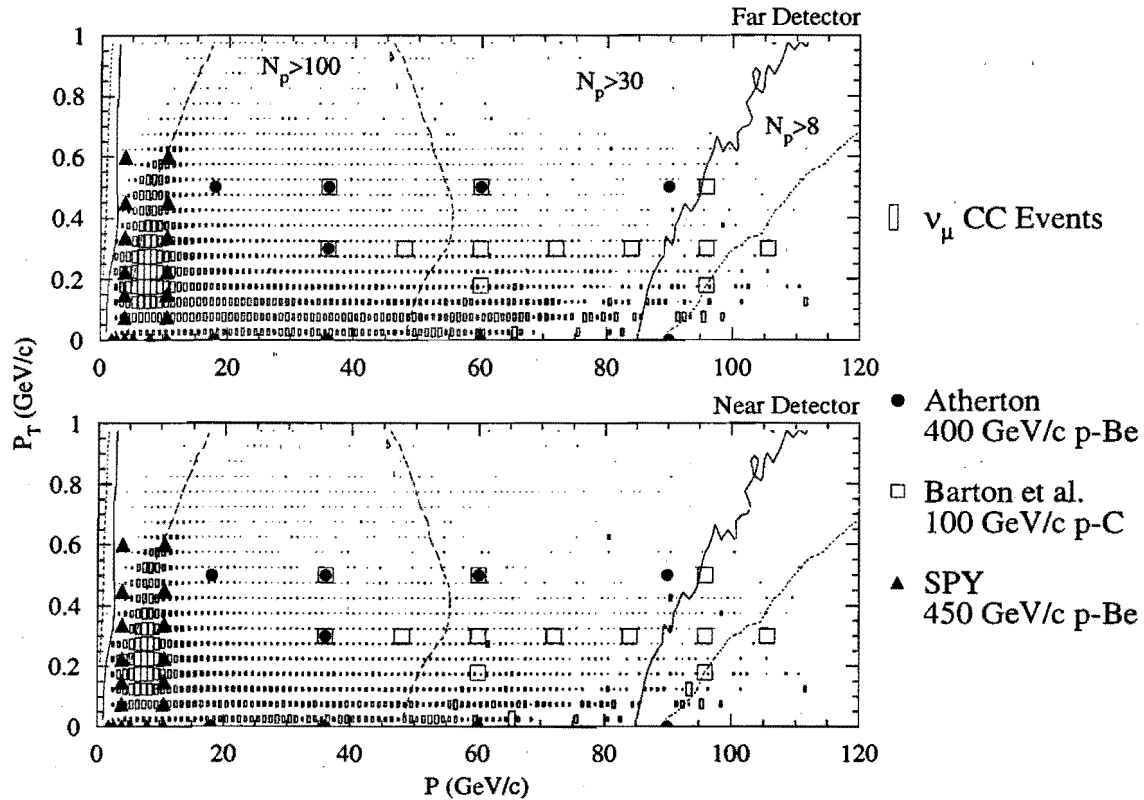 Far Detector
1
0.8
0.6
0.4
0.2
0
N_p>100
N_p>30
N_p>8
0 20 40 60 80 100 120
Near Detector
1
0.8
0.6
0.4
0.2
0
0 20 40 60 80 100 120
P_T (GeV/c)
P (GeV/c)
ν_μ CC Events
Atherton
400 GeV/c p-Be
Barton et al.
100 GeV/c p-C
SPY
450 GeV/c p-Be